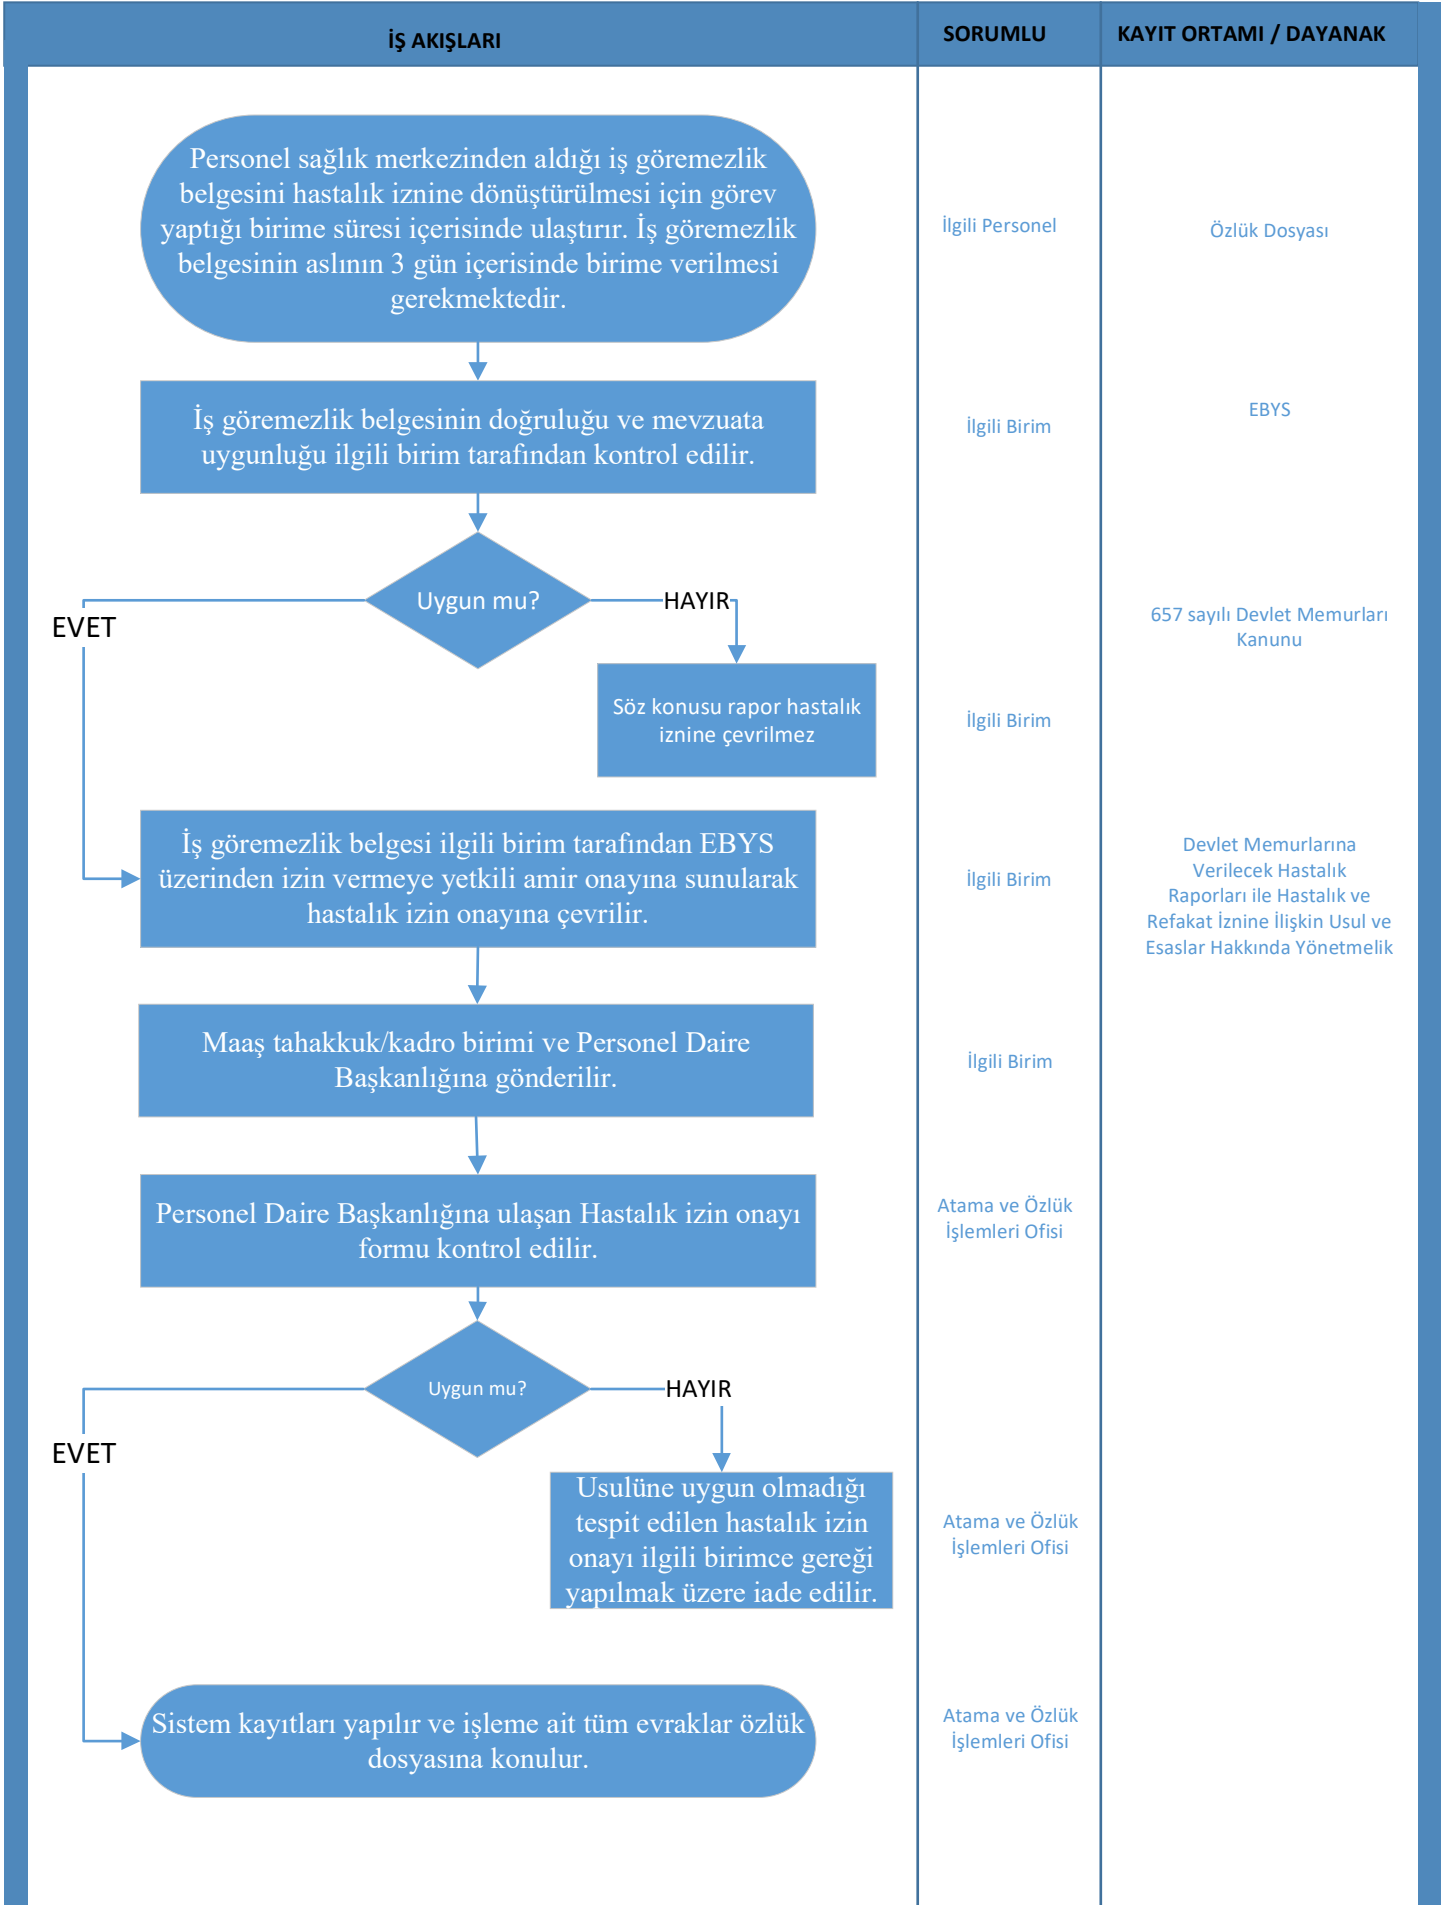 İŞ AKIŞLARI
SORUMLU
KAYIT ORTAMI / DAYANAK
Personel sağlık merkezinden aldığı iş göremezlik
belgesini hastalık iznine dönüştürülmesi için görev
yaptığı birime süresi içerisinde ulaştırır. İş göremezlik
belgesinin aslının 3 gün içerisinde birime verilmesi
gerekmektedir.
İlgili Personel
Özlük Dosyası
İş göremezlik belgesinin doğruluğu ve mevzuata
uygunluğu ilgili birim tarafından kontrol edilir.
İlgili Birim
EBYS
Uygun mu?
HAYIR
EVET
657 sayılı Devlet Memurları
Kanunu
Söz konusu rapor hastalık
iznine çevrilmez
İlgili Birim
İş göremezlik belgesi ilgili birim tarafından EBYS
üzerinden izin vermeye yetkili amir onayına sunularak
hastalık izin onayına çevrilir.
İlgili Birim
Devlet Memurlarına
Verilecek Hastalık
Raporları ile Hastalık ve
Refakat İznine İlişkin Usul ve
Esaslar Hakkında Yönetmelik
Maaş tahakkuk/kadro birimi ve Personel Daire
Başkanlığına gönderilir.
İlgili Birim
Personel Daire Başkanlığına ulaşan Hastalık izin onayı
formu kontrol edilir.
Atama ve Özlük
İşlemleri Ofisi
Uygun mu?
HAYIR
EVET
Usulüne uygun olmadığı
tespit edilen hastalık izin
onayı ilgili birimce gereği
yapılmak üzere iade edilir.
Atama ve Özlük
İşlemleri Ofisi
Sistem kayıtları yapılır ve işleme ait tüm evraklar özlük
dosyasına konulur.
Atama ve Özlük
İşlemleri Ofisi